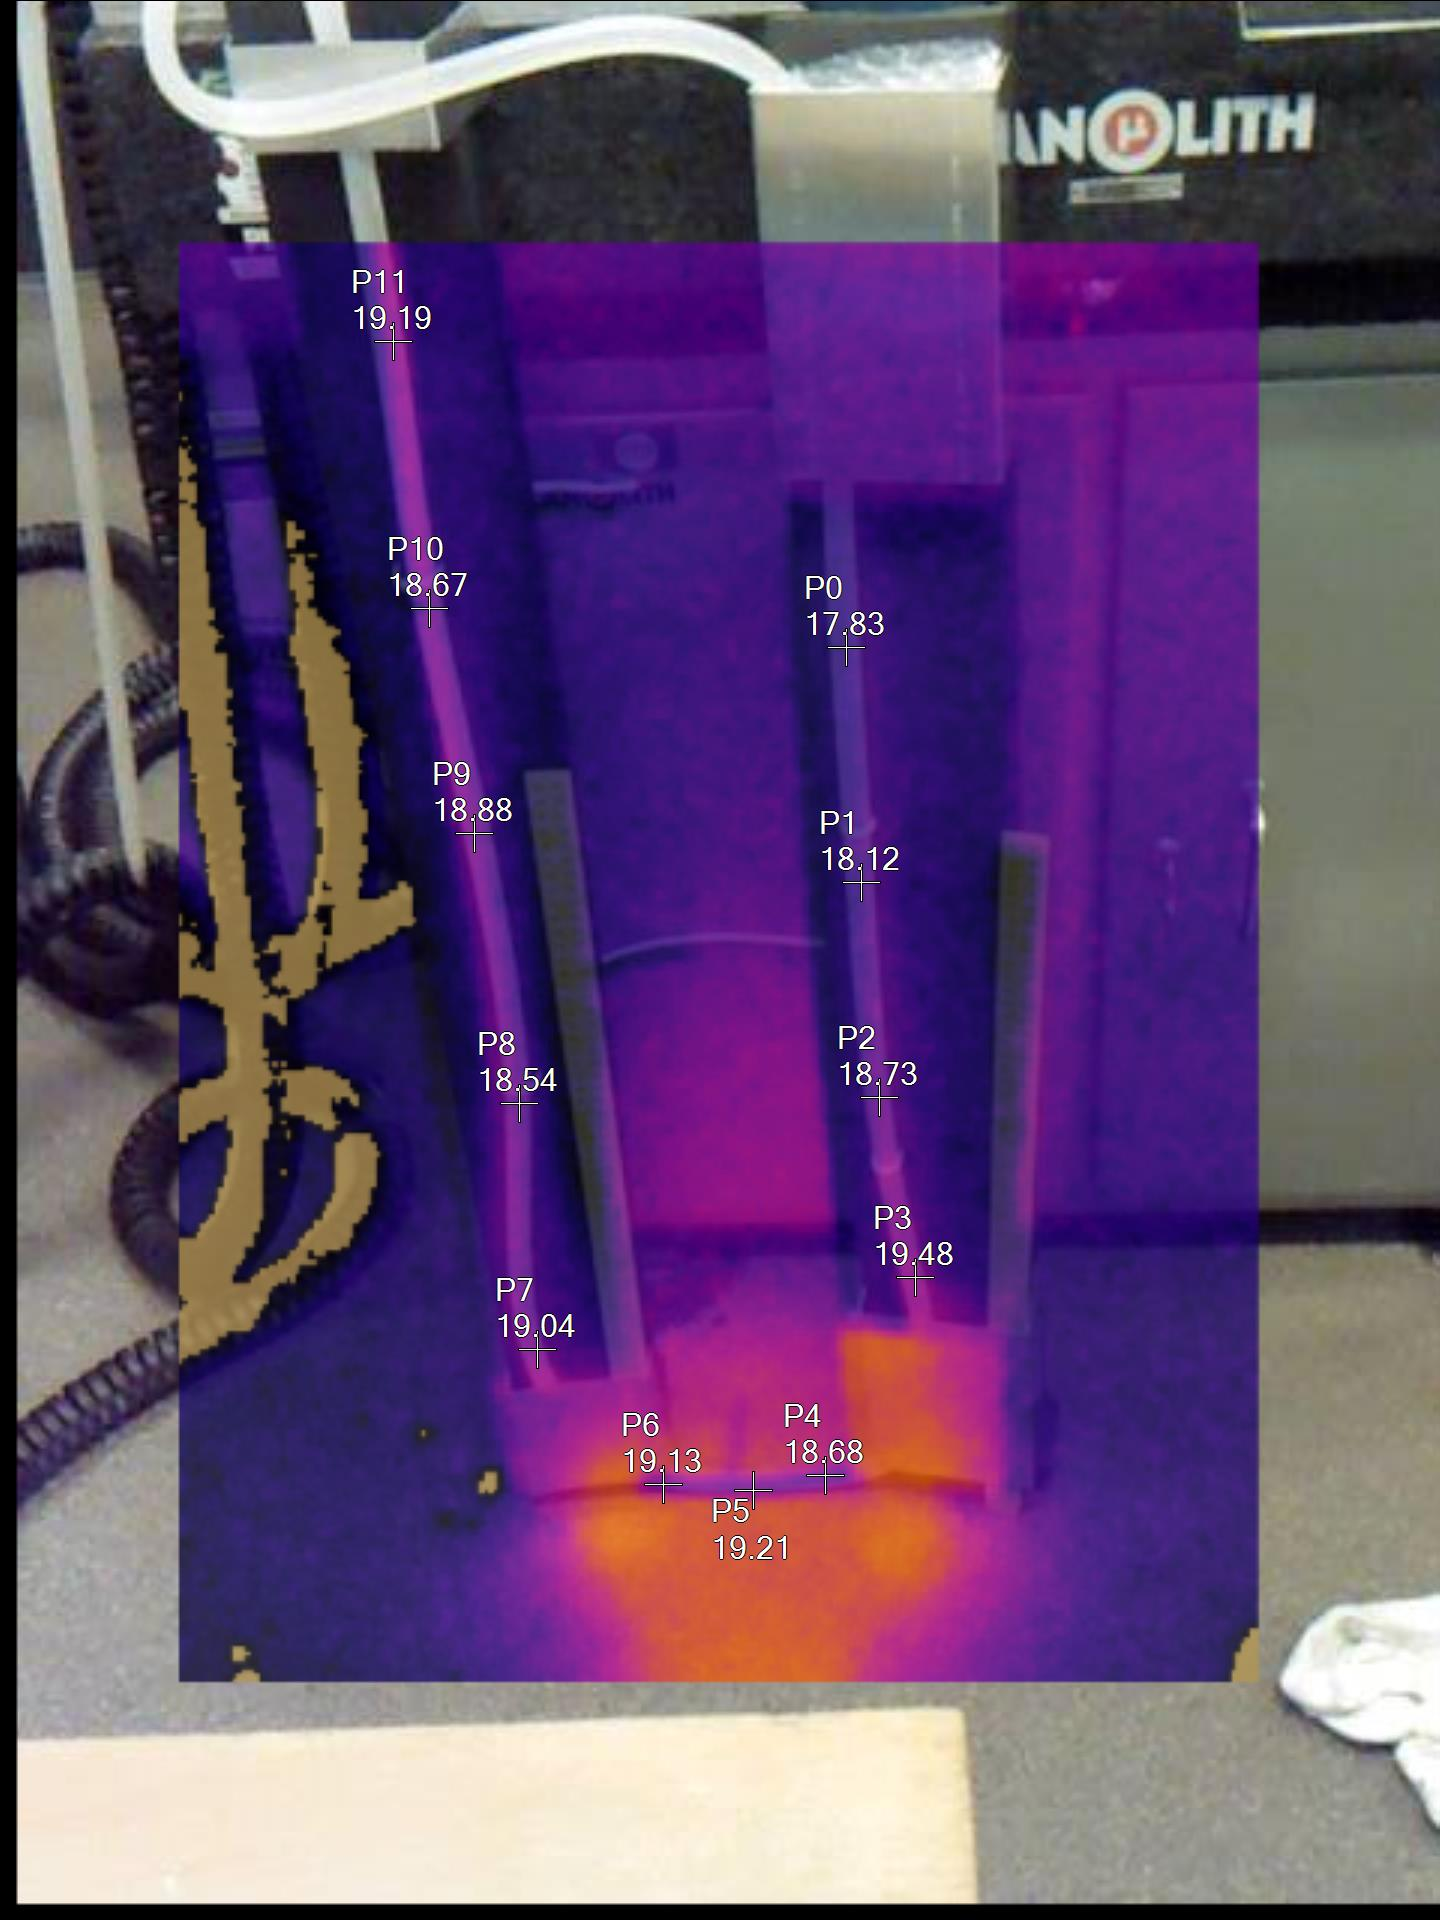 ANOLITH
P11
19.19
P10
18.67
P0
17.83
P9
18.88
P1
18.12
P8
18.54
P2
18.73
P3
19.48
P7
19.04
P6
19.13
P4
18.68
P5
19.21